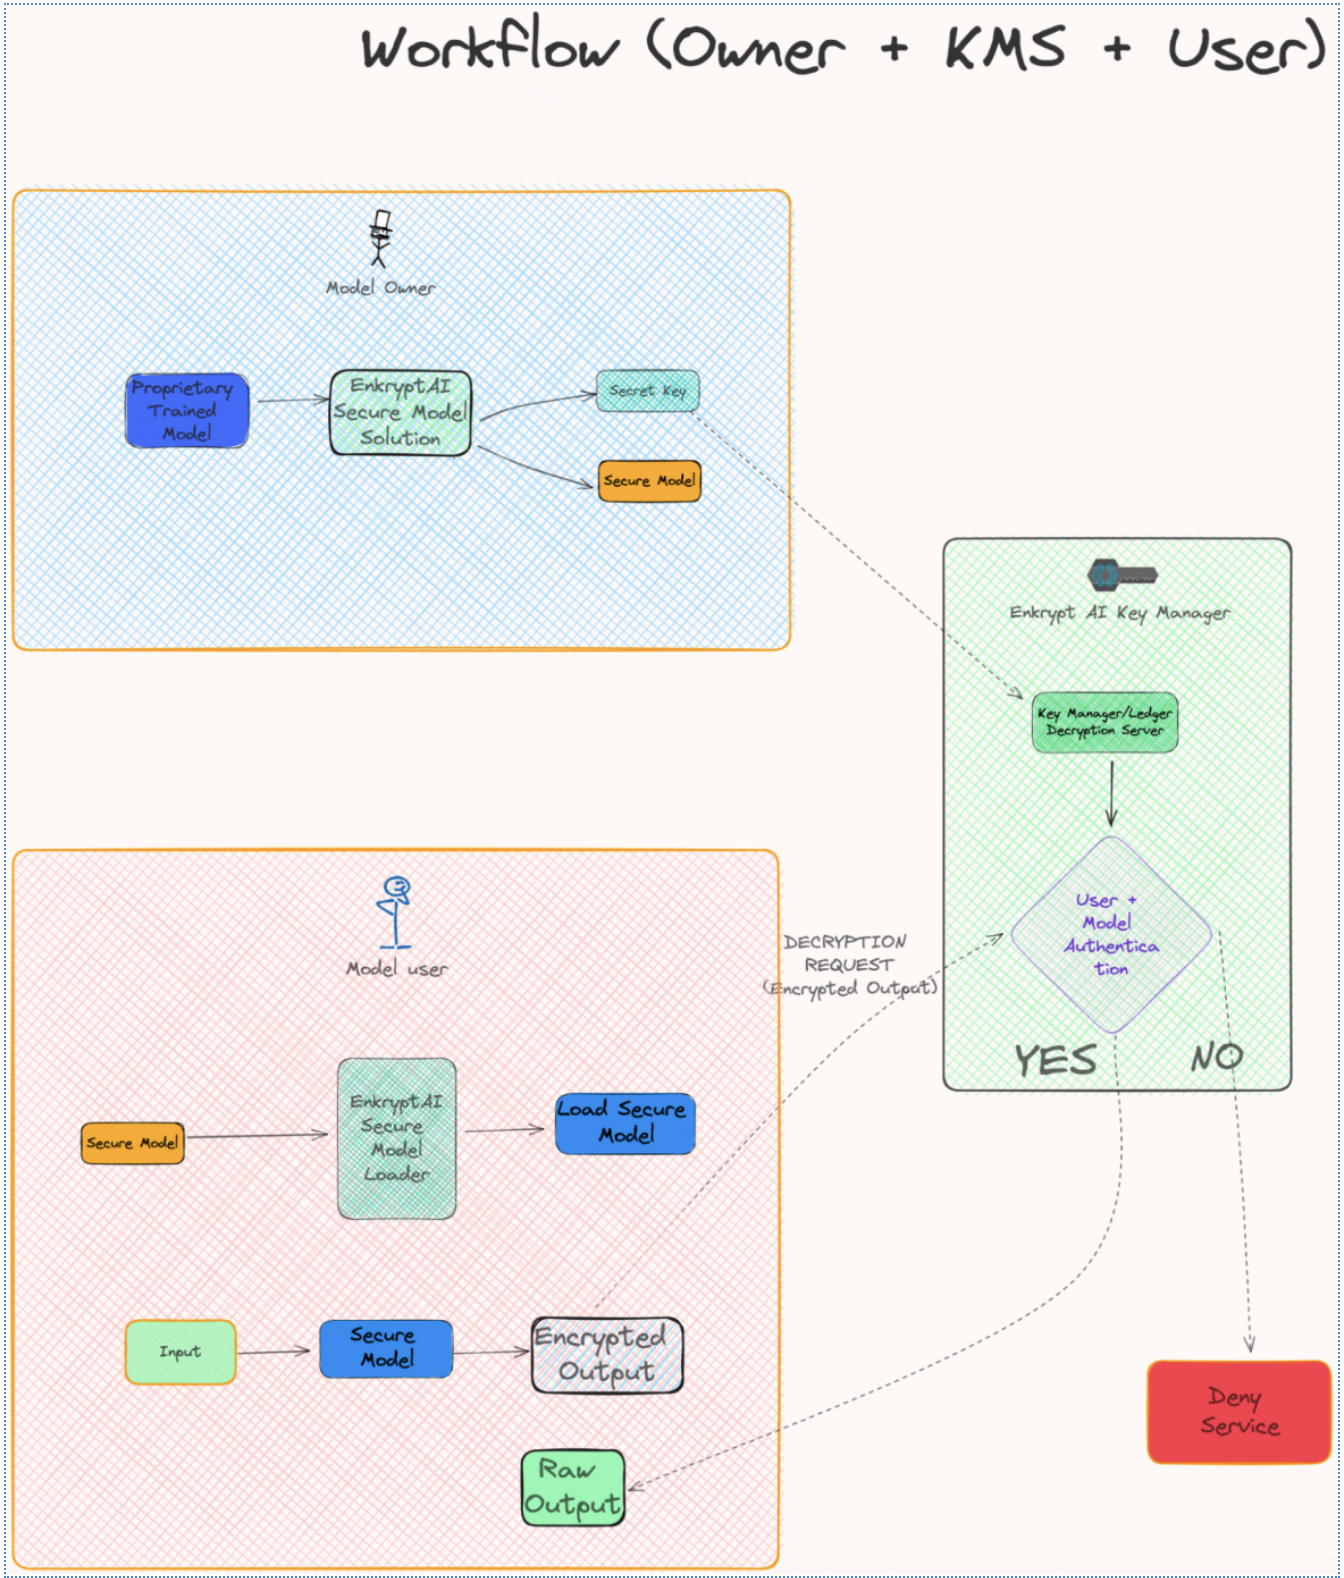 Workflow (Owner + KMS + User)
Model Owner
Proprietary
Trained
Model
EnkryptAI
Secure Model
Solution
Secret Key
Secure Model
Enkrypt AI Key Manager
Key Manager/Ledger
Decryption Server
User +
Model
Authentica
tion
YES
NO
DECRYPTION
REQUEST
(Encrypted Output)
Model user
Secure Model
EnkryptAI
Secure
Model
Loader
Load Secure
Model
Input
Secure
Model
Encrypted
Output
Raw
Output
Deny
Service